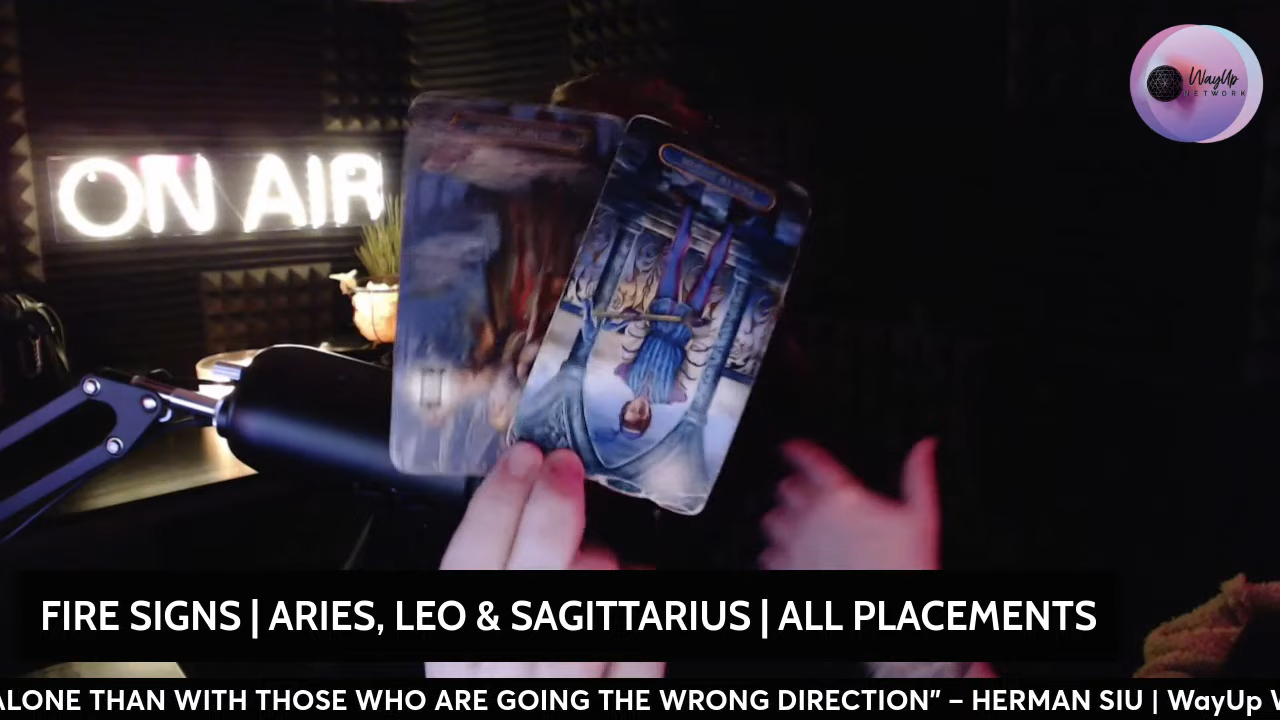 WayUp
NETWORK
ON AIR
FIRE SIGNS | ARIES, LEO & SAGITTARIUS | ALL PLACEMENTS
ALONE THAN WITH THOSE WHO ARE GOING THE WRONG DIRECTION” – HERMAN SIU | WayUp